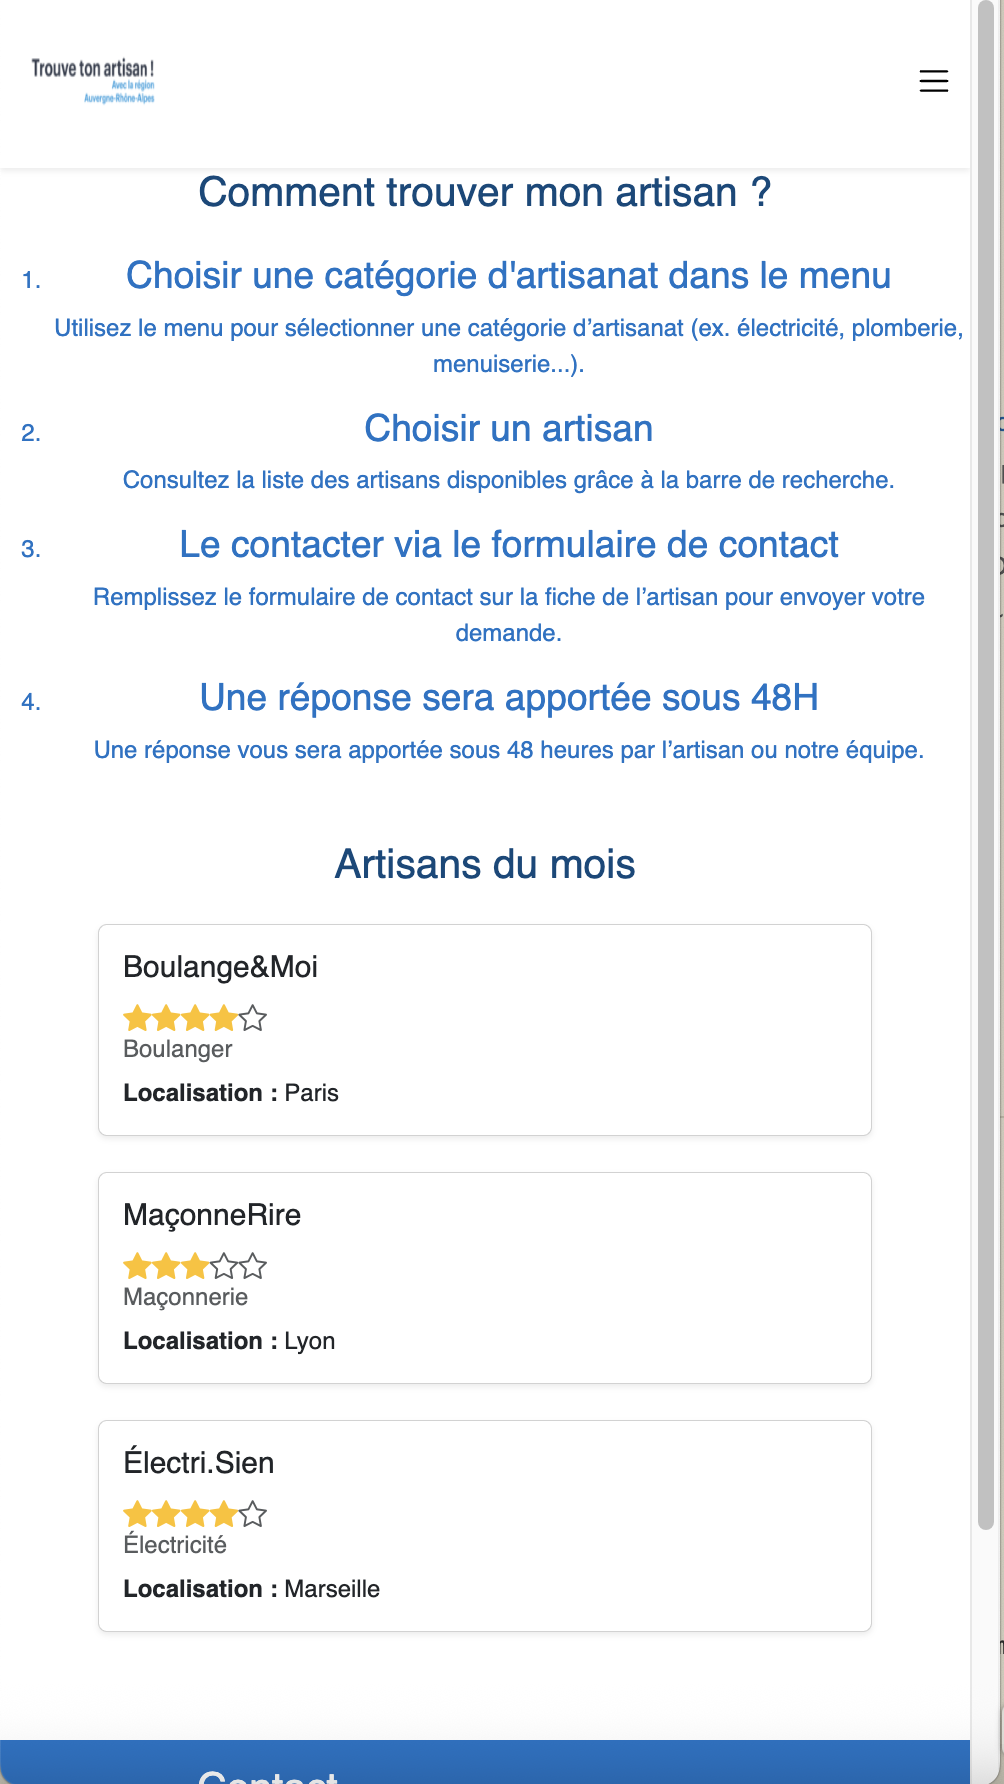 Trouve ton artisan !
Avec la région
Auvergne-Rhône-Alpes
Comment trouver mon artisan ?
1. Choisir une catégorie d'artisanat dans le menu
Utilisez le menu pour sélectionner une catégorie d’artisanat (ex. électricité, plomberie,
menuiserie...).
2. Choisir un artisan
Consultez la liste des artisans disponibles grâce à la barre de recherche.
3. Le contacter via le formulaire de contact
Remplissez le formulaire de contact sur la fiche de l’artisan pour envoyer votre
demande.
4. Une réponse sera apportée sous 48H
Une réponse vous sera apportée sous 48 heures par l’artisan ou notre équipe.
Artisans du mois
Boulange&Moi
Boulanger
Localisation : Paris
MaçonneRire
Maçonnerie
Localisation : Lyon
Électri.Sien
Électricité
Localisation : Marseille
Contact